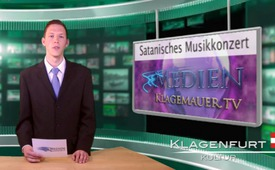 Satanisches Musikkonzert
MEDIEN
KLAGEMAUER.TV
KLAGENFURT
KULTUR